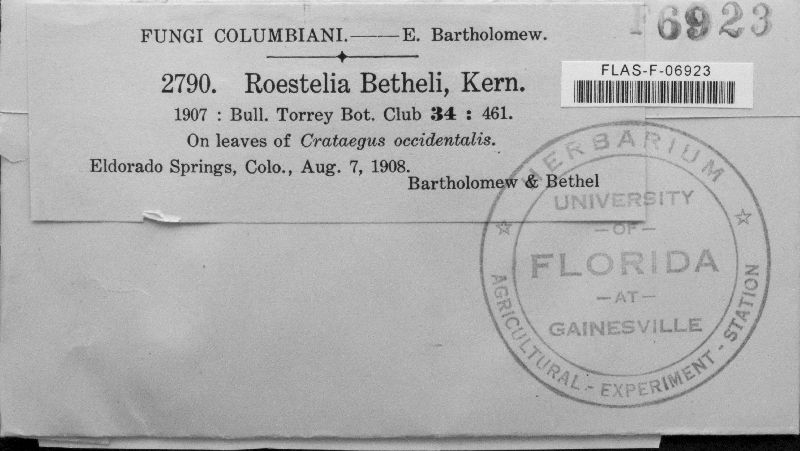 F6923
FUNGI COLUMBIANI.——E. Bartholomew.
2790. Roestelia Betheli, Kern.
1907 : Bull. Torrey Bot. Club 34 : 461.
On leaves of Crataegus occidentalis.
Eldorado Springs, Colo., Aug. 7, 1908.
Bartholomew & Bethel
FLAS-F-06923
HERBARIUM
UNIVERSITY
—OF—
FLORIDA
—AT—
GAINESVILLE
AGRICULTURAL-EXPERIMENT-STATION